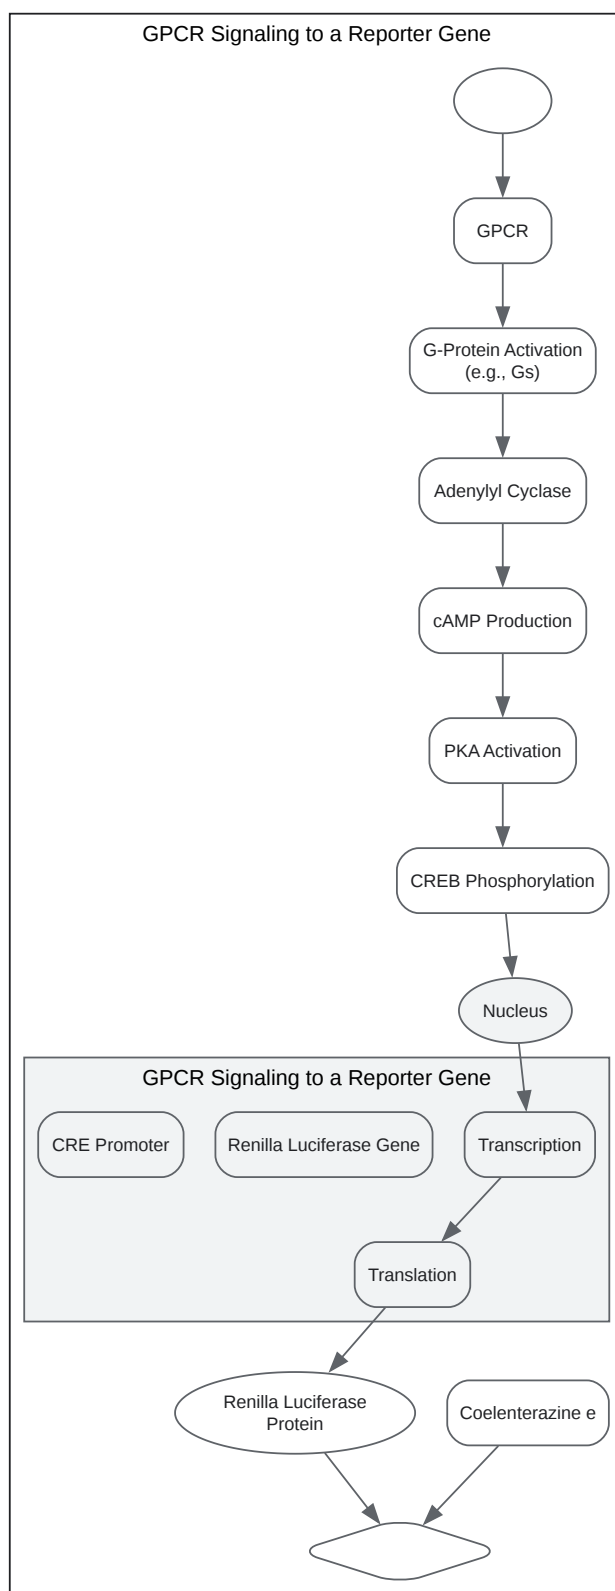 GPCR Signaling to a Reporter Gene
GPCR
G-Protein Activation
(e.g., Gs)
Adenylyl Cyclase
cAMP Production
PKA Activation
CREB Phosphorylation
Nucleus
GPCR Signaling to a Reporter Gene
CRE Promoter
Renilla Luciferase Gene
Transcription
Translation
Renilla Luciferase
Protein
Coelenterazine e